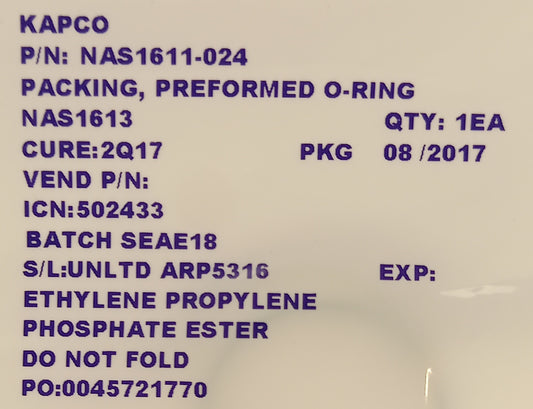 KAPCO
P/N: NAS1611-024
PACKING, PREFORMED O-RING
NAS1613 QTY: 1EA
CURE:2Q17 PKG 08 /2017
VEND P/N:
ICN:502433
BATCH SEAE18
S/L:UNLTD ARP5316 EXP:
ETHYLENE PROPYLENE
PHOSPHATE ESTER
DO NOT FOLD
PO:0045721770